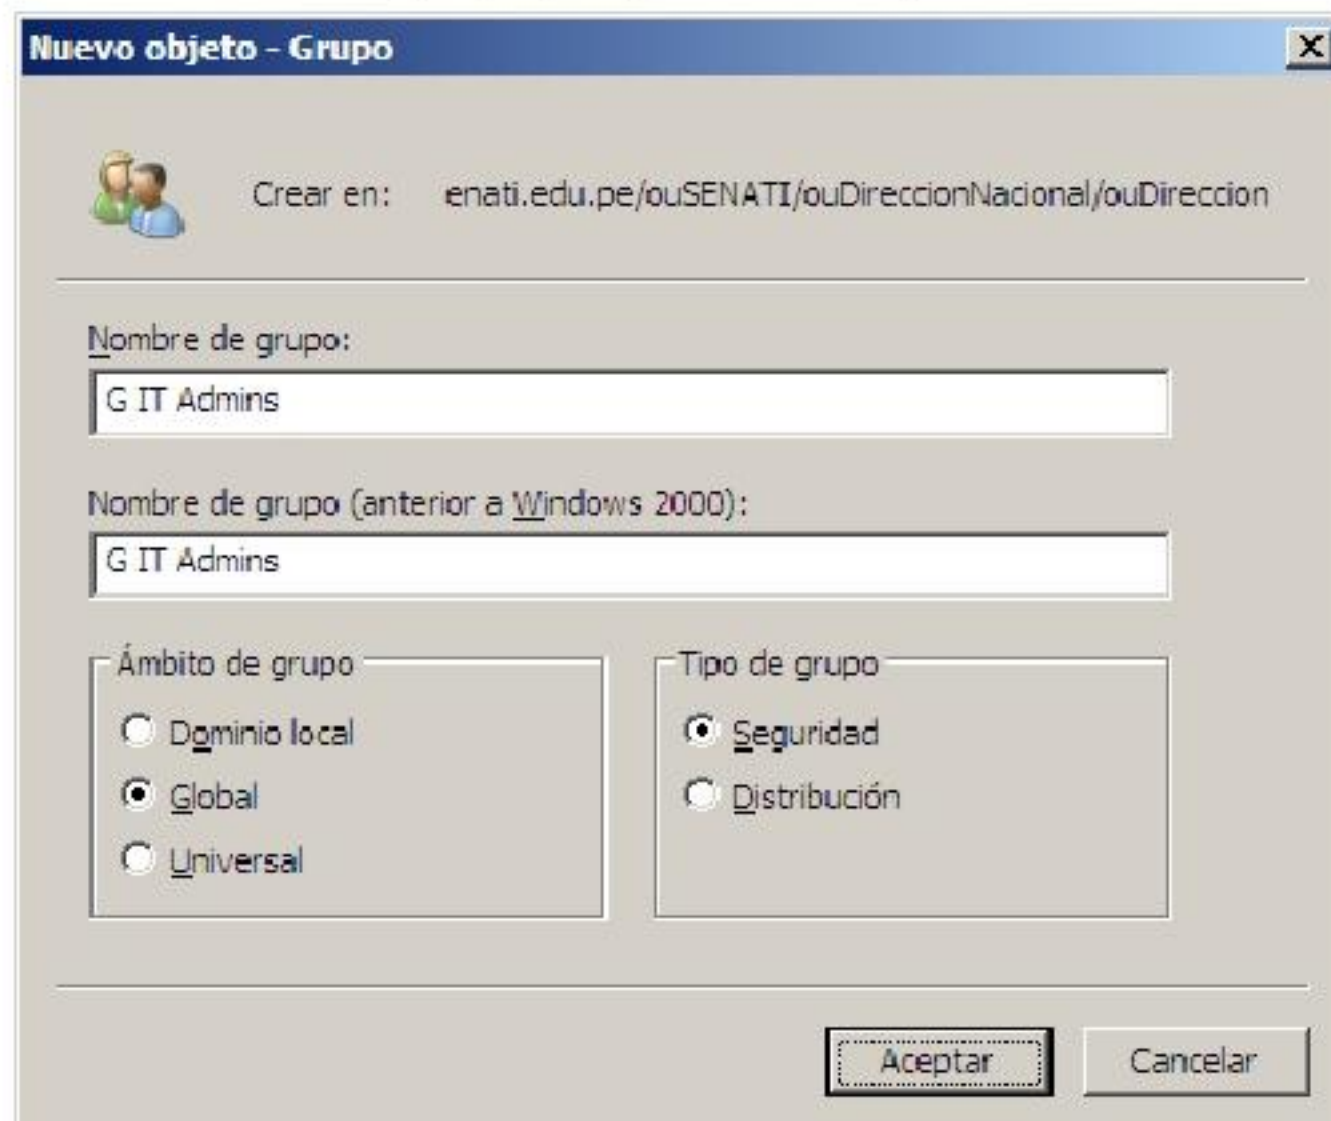 Nuevo objeto - Grupo
Crear en: enati.edu.pe/ouSENATI/ouDireccionNacional/ouDireccion
Nombre de grupo:
G IT Admins
Nombre de grupo (anterior a Windows 2000):
G IT Admins
Ámbito de grupo
Dominio local
Global
Universal
Tipo de grupo
Seguridad
Distribución
Aceptar Cancelar